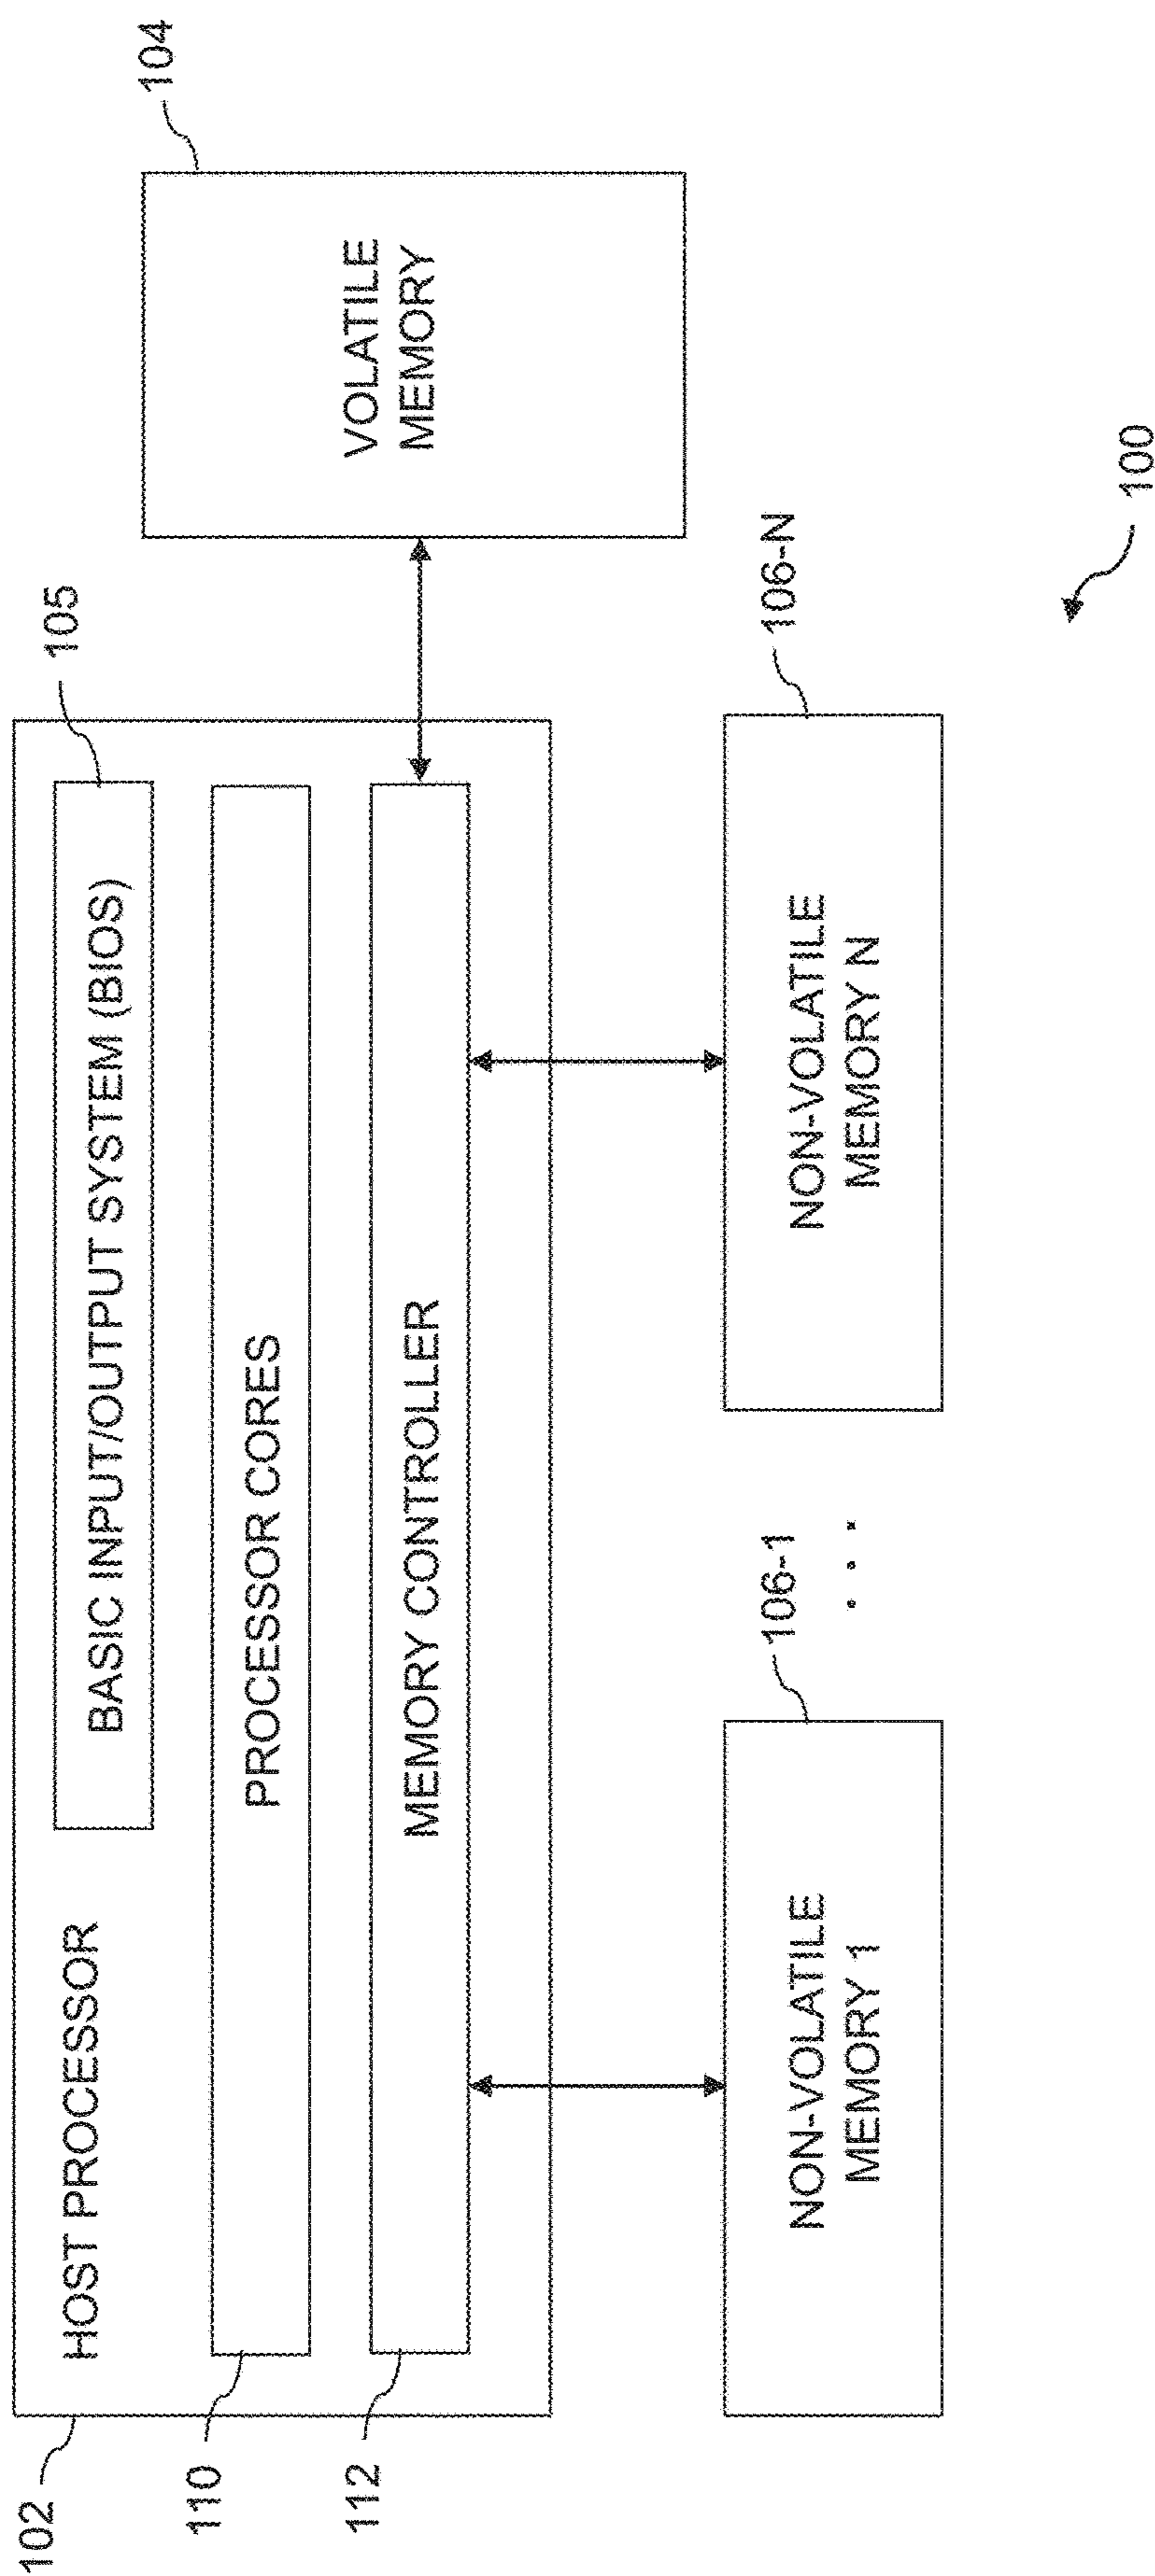 102
HOST PROCESSOR
BASIC INPUT/OUTPUT SYSTEM (BIOS)
105
110
PROCESSOR CORES
112
MEMORY CONTROLLER
VOLATILE
MEMORY
104
NON-VOLATILE
MEMORY 1
106-1
. . .
NON-VOLATILE
MEMORY N
106-N
100